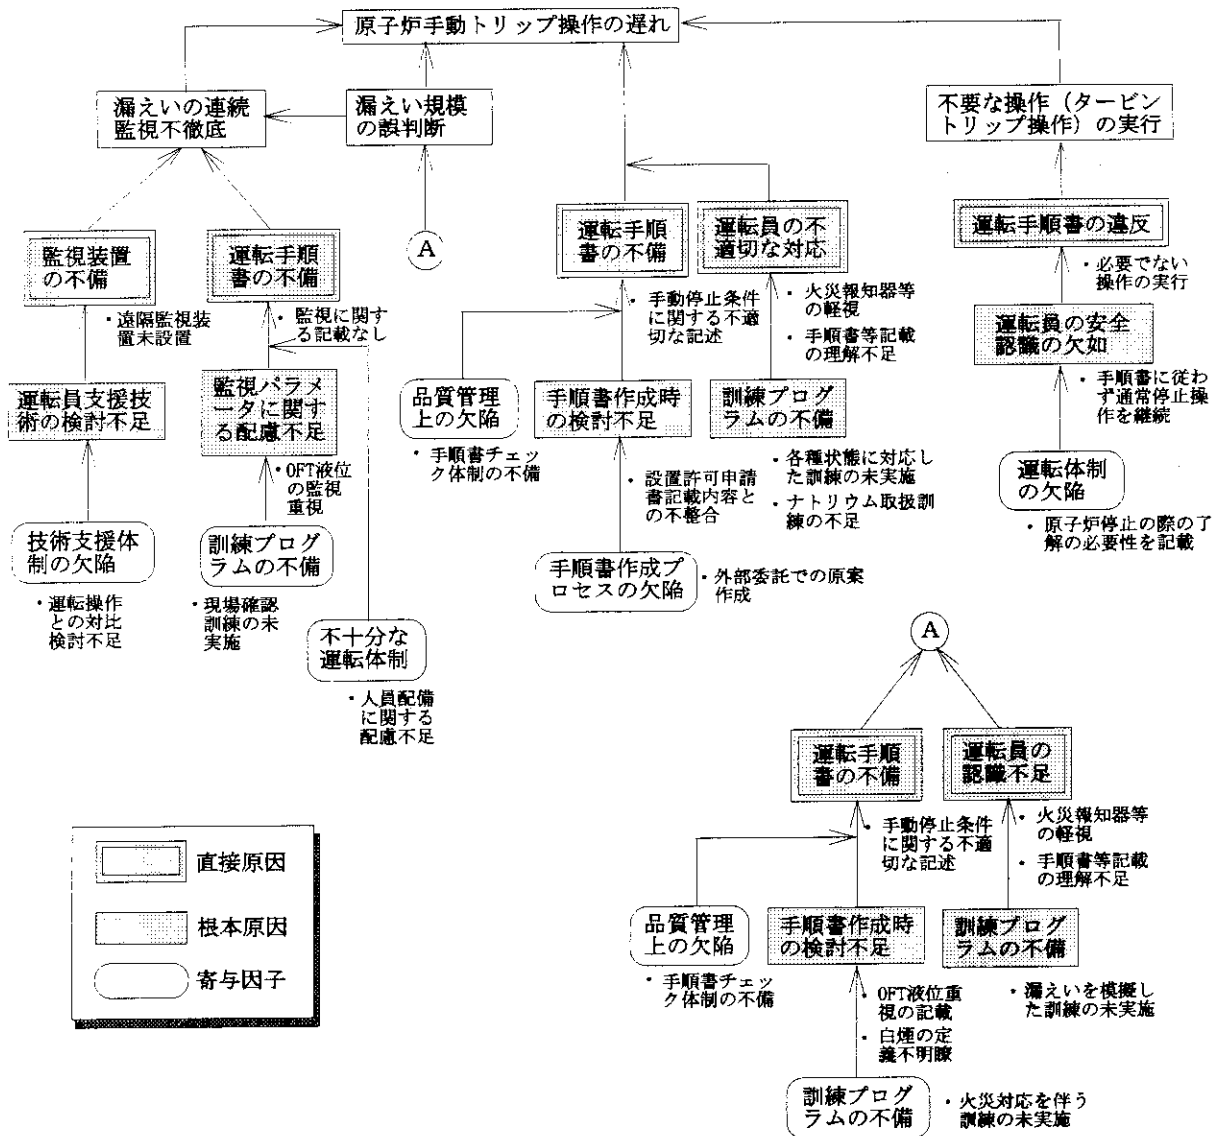 原子炉手動トリップ操作の遅れ
漏えいの連続
監視不徹底
漏えい規模
の誤判断
不要な操作（タービン
トリップ操作）の実行
監視装置
の不備
・遠隔監視装
置未設置
運転手順
書の不備
・監視に関す
る記載なし
A
運転手順
書の不備
・手動停止条件
に関する不適
切な記述
運転員の不
適切な対応
・火災報知器等
の軽視
・手順書等記載
の理解不足
運転手順書の違反
・必要でない
操作の実行
運転員支援技
術の検討不足
監視パラメ
ータに関す
る配慮不足
・OFT液位
の監視
重視
品質管理
上の欠陥
・手順書チェッ
ク体制の不備
手順書作成時
の検討不足
・設置許可申請
書記載内容と
の不整合
訓練プログ
ラムの不備
・各種状態に対応し
た訓練の未実施
・ナトリウム取扱訓
練の不足
運転員の安全
認識の欠如
・手順書に従わ
ず通常停止操
作を継続
運転体制
の欠陥
・原子炉停止の際の了
解の必要性を記載
技術支援体
制の欠陥
・運転操作
との対比
検討不足
訓練プログ
ラムの不備
・現場確認
訓練の未
実施
不十分な
運転体制
・人員配備
に関する
配慮不足
手順書作成プ
ロセスの欠陥
・外部委託での原案
作成
A
運転手順
書の不備
・手動停止条件
に関する不適
切な記述
運転員の
認識不足
・火災報知器等
の軽視
・手順書等記載
の理解不足
品質管理
上の欠陥
・手順書チェッ
ク体制の不備
手順書作成時
の検討不足
・OFT液位重
視の記載
・白煙の定
義不明瞭
訓練プログ
ラムの不備
・漏えいを模擬し
た訓練の未実施
訓練プログ
ラムの不備
・火災対応を伴う
訓練の未実施
直接原因
根本原因
寄与因子